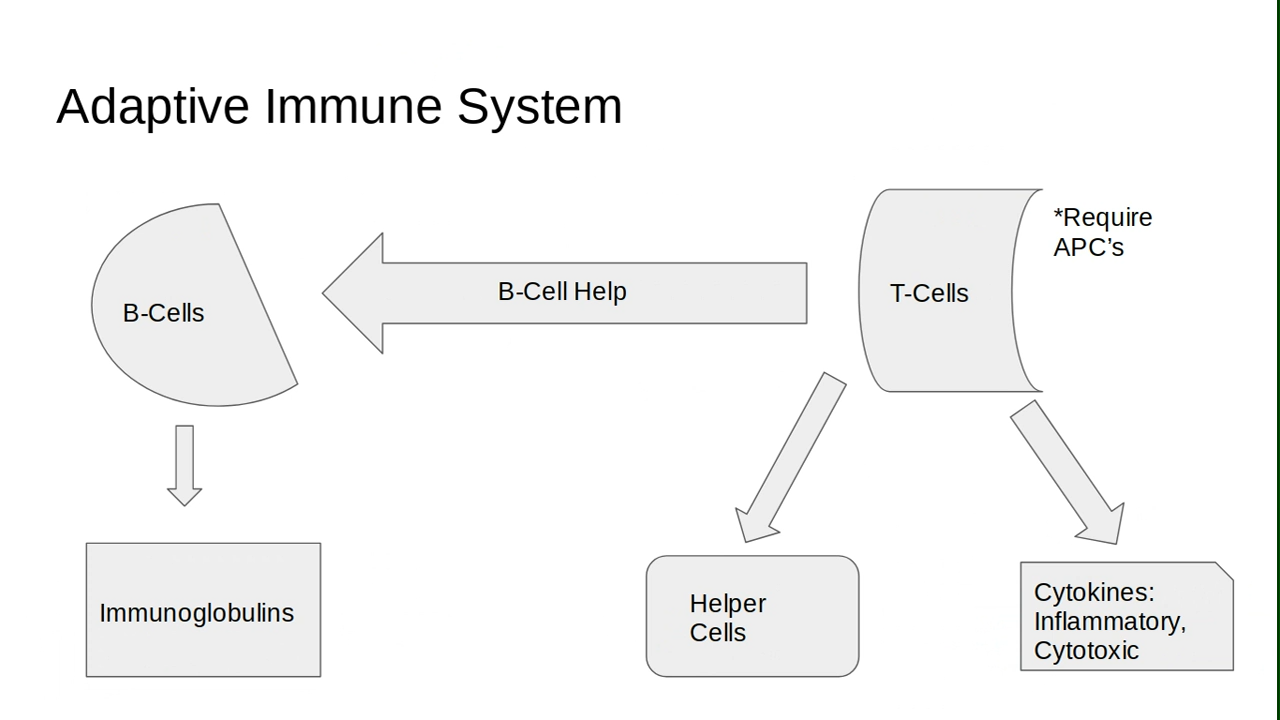 Adaptive Immune System
*Require
APC’s
B-Cell Help
T-Cells
B-Cells
Helper
Cells
Immunoglobulins
Cytokines:
Inflammatory,
Cytotoxic